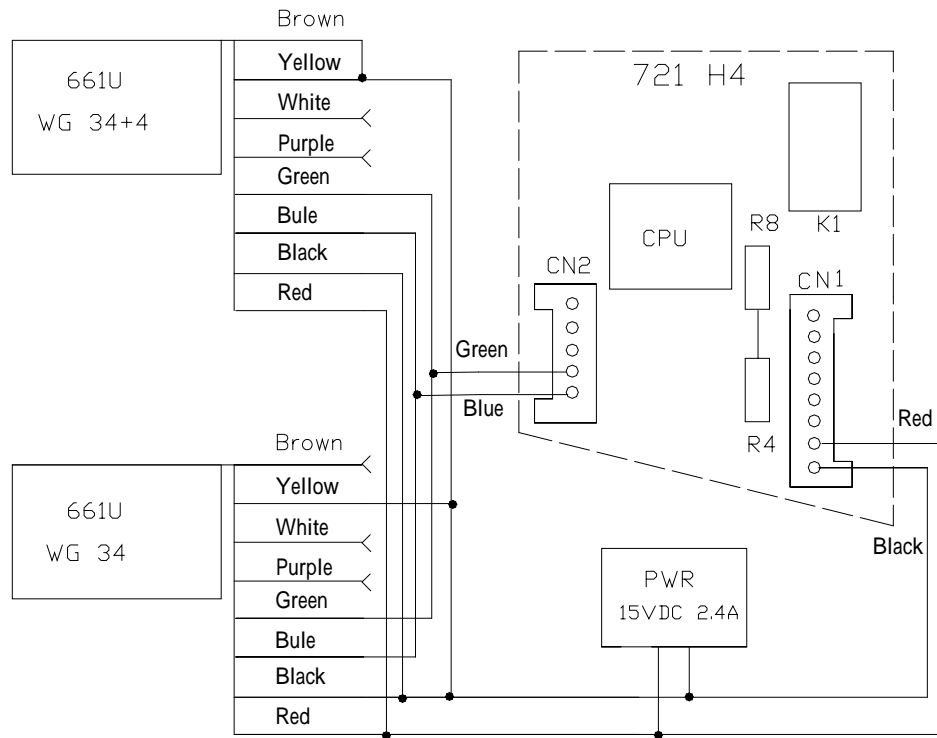 Brown
Yellow
661U
WG 34+4
White
Purple
Green
Bule
Black
Red
721 H4
K1
CPU
R8
CN2
CN1
Green
Blue
R4
Red
Black
Brown
Yellow
661U
WG 34
White
Purple
Green
Bule
Black
Red
PWR
15VDC 2.4A